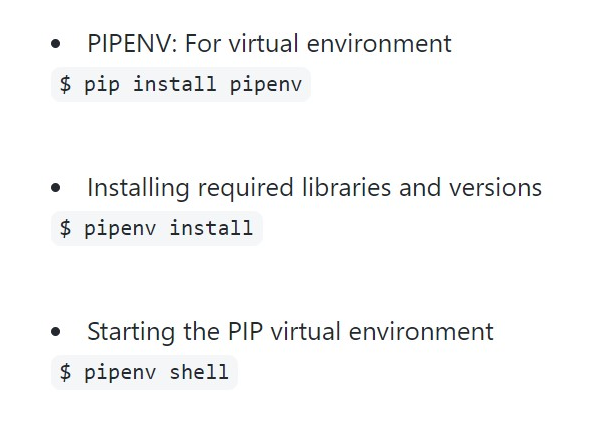 • PIPENV: For virtual environment
$ pip install pipenv
• Installing required libraries and versions
$ pipenv install
• Starting the PIP virtual environment
$ pipenv shell